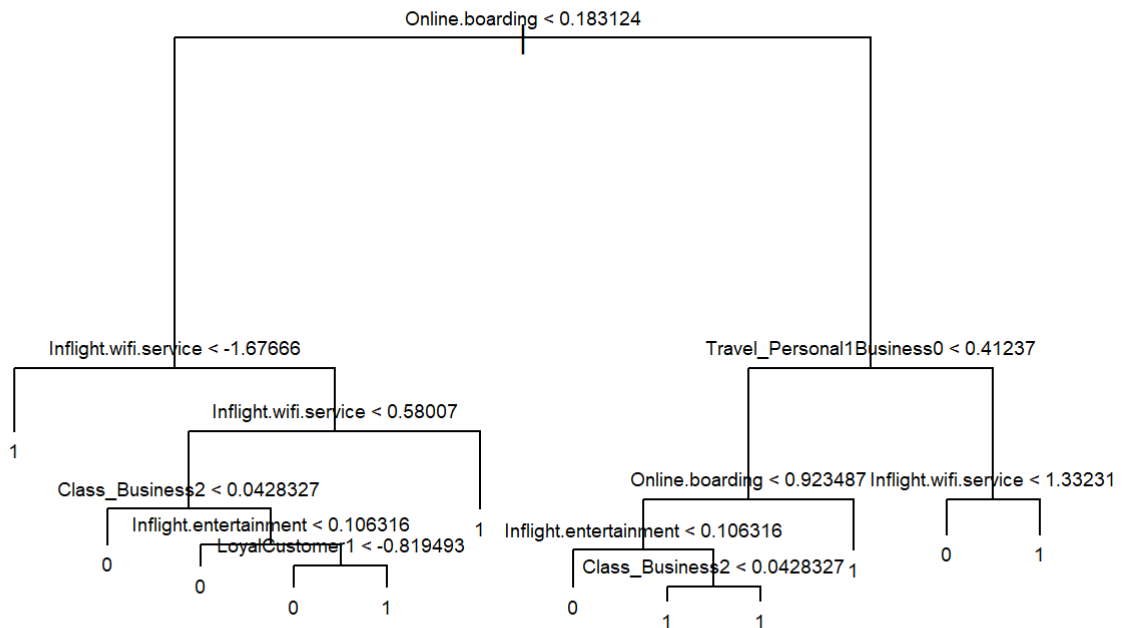 Online.boarding < 0.183124
Inflight.wifi.service < -1.67666
Travel_Personal1Business0 < 0.41237
1
Inflight.wifi.service < 0.58007
Class_Business2 < 0.0428327
1
Online.boarding < 0.923487
Inflight.wifi.service < 1.33231
0
Inflight.entertainment < 0.106316
0
LoyalCustomer1 < -0.819493
0
1
Inflight.entertainment < 0.106316
1
0
1
0
Class_Business2 < 0.0428327
1
1